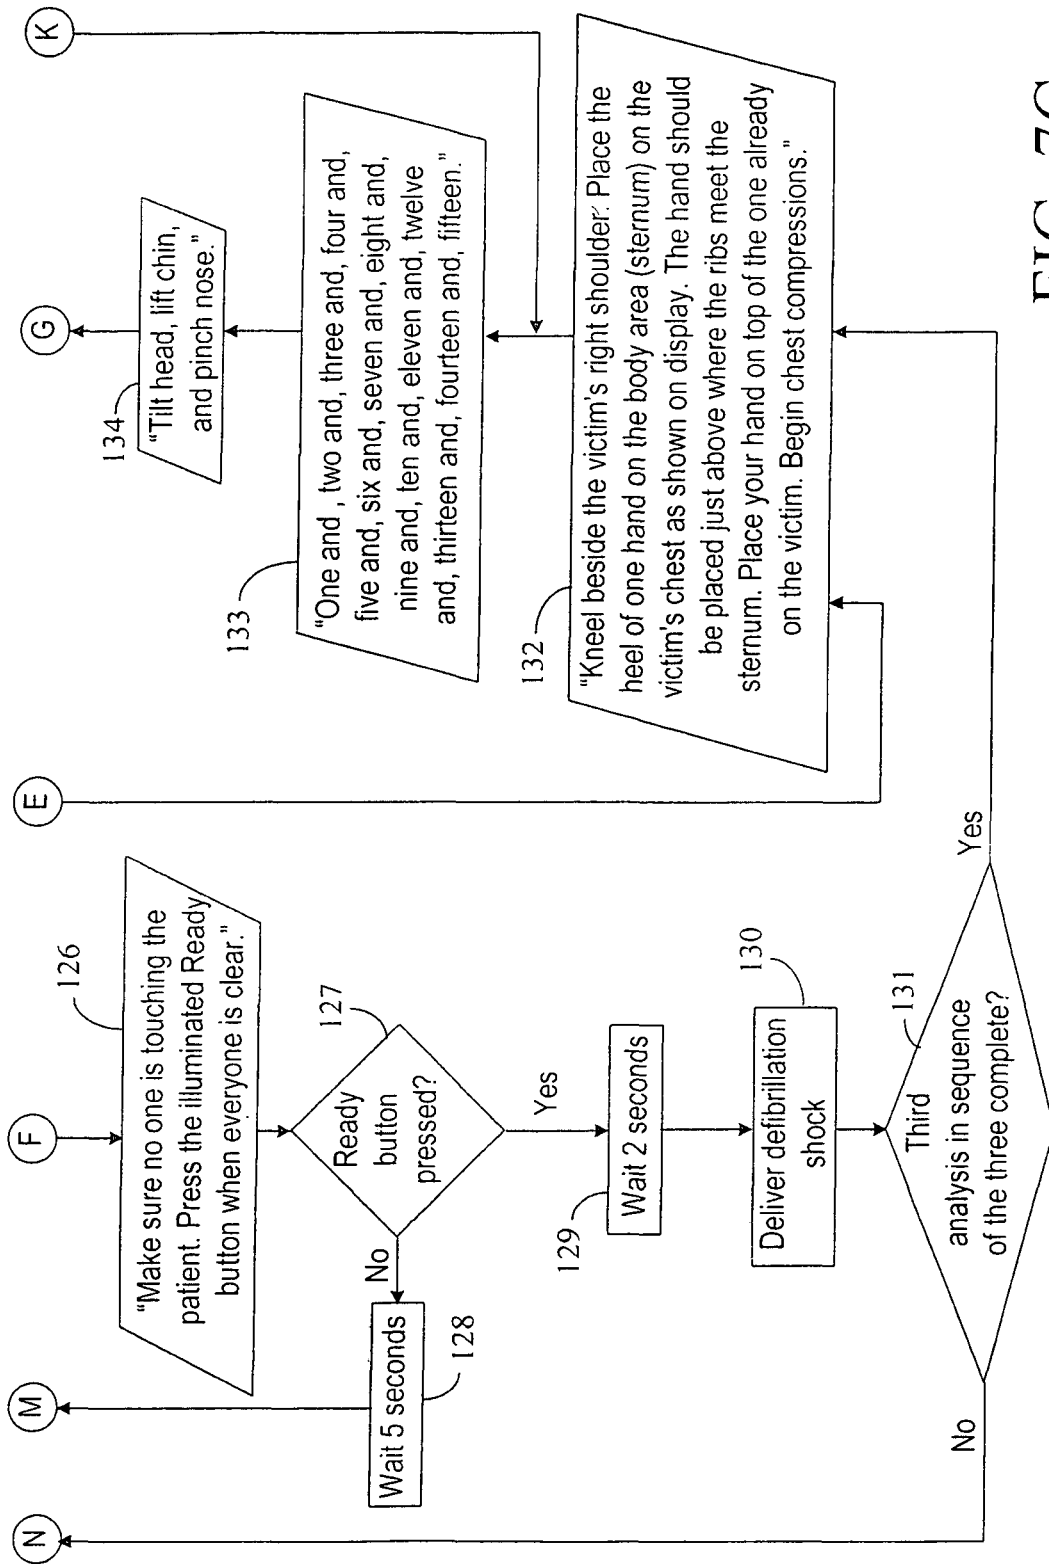 N
M
F
E
G
K
126
"Make sure no one is touching the
patient. Press the illuminated Ready
button when everyone is clear."
127
Ready
button
pressed?
No
Yes
Wait 5 seconds
128
129
Wait 2 seconds
130
Deliver defibrillation
shock
131
Third
analysis in sequence
of the three complete?
No
Yes
134
"Tilt head, lift chin,
and pinch nose."
133
"One and , two and, three and, four and,
five and, six and, seven and, eight and,
nine and, ten and, eleven and, twelve
and, thirteen and, fourteen and, fifteen."
132
"Kneel beside the victim's right shoulder. Place the
heel of one hand on the body area (sternum) on the
victim's chest as shown on display. The hand should
be placed just above where the ribs meet the
sternum. Place your hand on top of the one already
on the victim. Begin chest compressions."
FIG. 7C